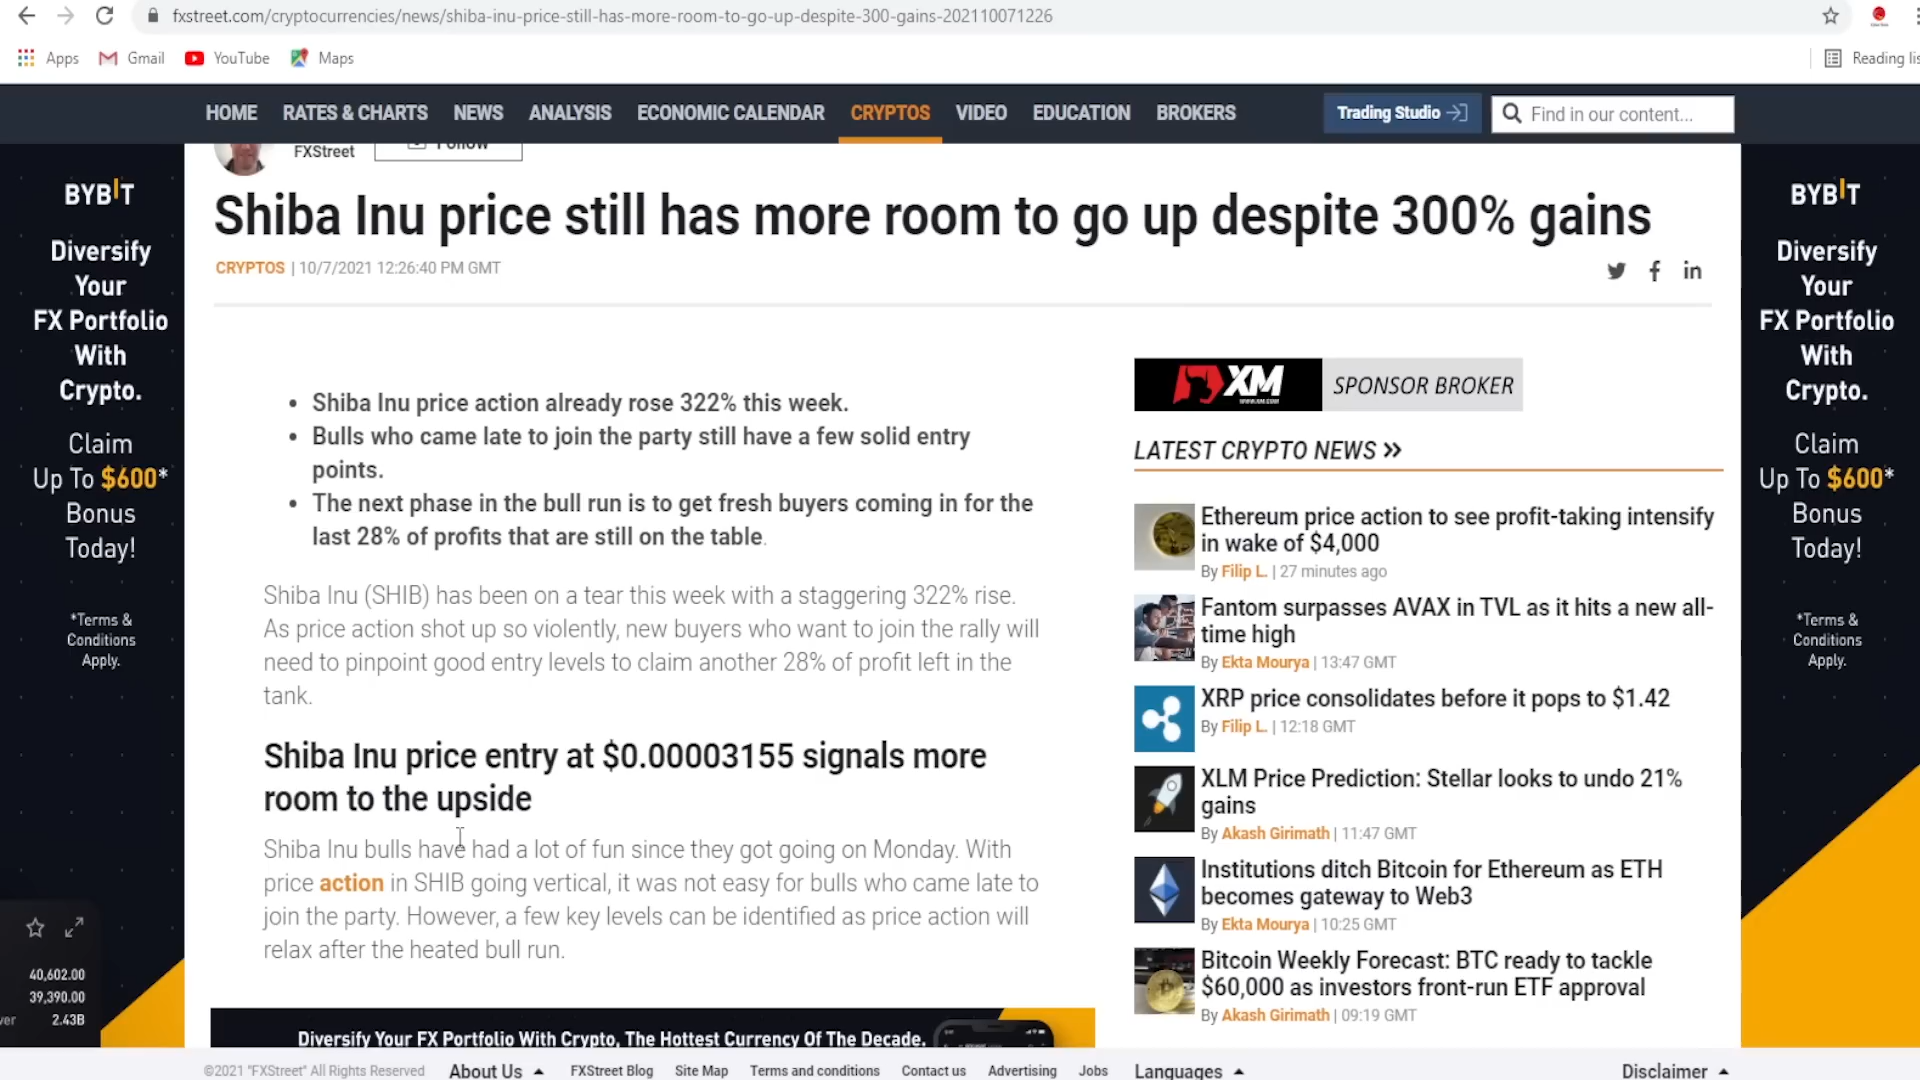 fxstreet.com/cryptocurrencies/news/shiba-inu-price-still-has-more-room-to-go-up-despite-300-gains-202110071226
Apps Gmail YouTube Maps Reading lis
HOME RATES & CHARTS NEWS ANALYSIS ECONOMIC CALENDAR CRYPTOS VIDEO EDUCATION BROKERS Trading Studio Find in our content...
FXStreet Follow
Shiba Inu price still has more room to go up despite 300% gains
CRYPTOS | 10/7/2021 12:26:40 PM GMT
BYBIT
Diversify
Your
FX Portfolio
With
Crypto.
Claim
Up To $600*
Bonus
Today!
*Terms &
Conditions
Apply.
40,602.00
39,390.00
ver 2.43B
• Shiba Inu price action already rose 322% this week.
• Bulls who came late to join the party still have a few solid entry
points.
• The next phase in the bull run is to get fresh buyers coming in for the
last 28% of profits that are still on the table.
Shiba Inu (SHIB) has been on a tear this week with a staggering 322% rise.
As price action shot up so violently, new buyers who want to join the rally will
need to pinpoint good entry levels to claim another 28% of profit left in the
tank.
Shiba Inu price entry at $0.00003155 signals more
room to the upside
Shiba Inu bulls have had a lot of fun since they got going on Monday. With
price action in SHIB going vertical, it was not easy for bulls who came late to
join the party. However, a few key levels can be identified as price action will
relax after the heated bull run.
Diversify Your FX Portfolio With Crypto, The Hottest Currency Of The Decade.
XM SPONSOR BROKER
WWW.XM.COM
LATEST CRYPTO NEWS >>
Ethereum price action to see profit-taking intensify
in wake of $4,000
By Filip L. | 27 minutes ago
Fantom surpasses AVAX in TVL as it hits a new all-
time high
By Ekta Mourya | 13:47 GMT
XRP price consolidates before it pops to $1.42
By Filip L. | 12:18 GMT
XLM Price Prediction: Stellar looks to undo 21%
gains
By Akash Girimath | 11:47 GMT
Institutions ditch Bitcoin for Ethereum as ETH
becomes gateway to Web3
By Ekta Mourya | 10:25 GMT
Bitcoin Weekly Forecast: BTC ready to tackle
$60,000 as investors front-run ETF approval
By Akash Girimath | 09:19 GMT
BYBIT
Diversify
Your
FX Portfolio
With
Crypto.
Claim
Up To $600*
Bonus
Today!
*Terms &
Conditions
Apply.
©2021 "FXStreet" All Rights Reserved About Us FXStreet Blog Site Map Terms and conditions Contact us Advertising Jobs Languages Disclaimer